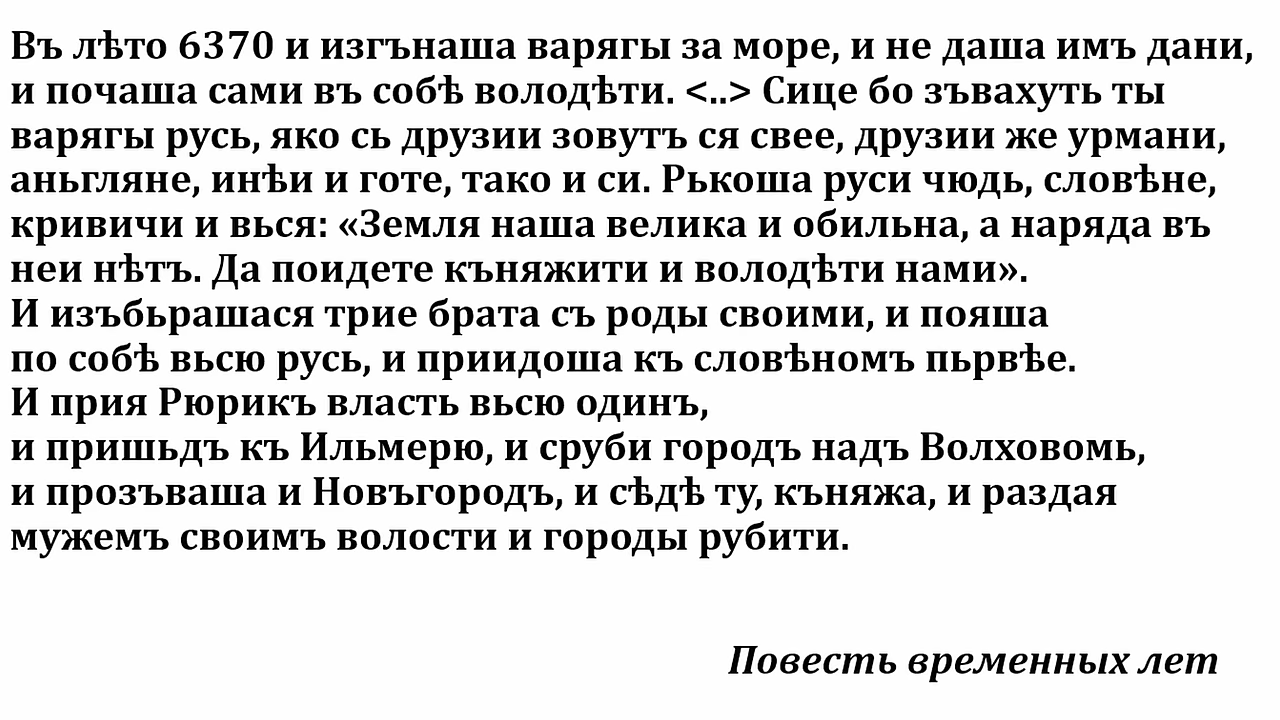 Въ лѣто 6370 и изгънаша варягы за море, и не даша имъ дани,
и почаша сами въ собѣ володѣти. <..> Сице бо зъвахуть ты
варягы русь, яко сь друзии зовутъ ся свее, друзии же урмани,
аньгляне, инѣи и готе, тако и си. Рькоша руси чюдь, словѣне,
кривичи и вься: «Земля наша велика и обильна, а наряда въ
неи нѣтъ. Да поидете къняжити и володѣти нами».
И изъбьрашася трие брата съ роды своими, и пояша
по собѣ вьсю русь, и приидоша къ словѣномъ пьрвѣе.
И прия Рюрикъ власть вьсю одинъ,
и пришьдъ къ Ильмерю, и сруби городъ надъ Волховомь,
и прозъваша и Новъгородъ, и сѣдѣ ту, къняжа, и раздая
мужемъ своимъ волости и городы рубити.
Повесть временных лет